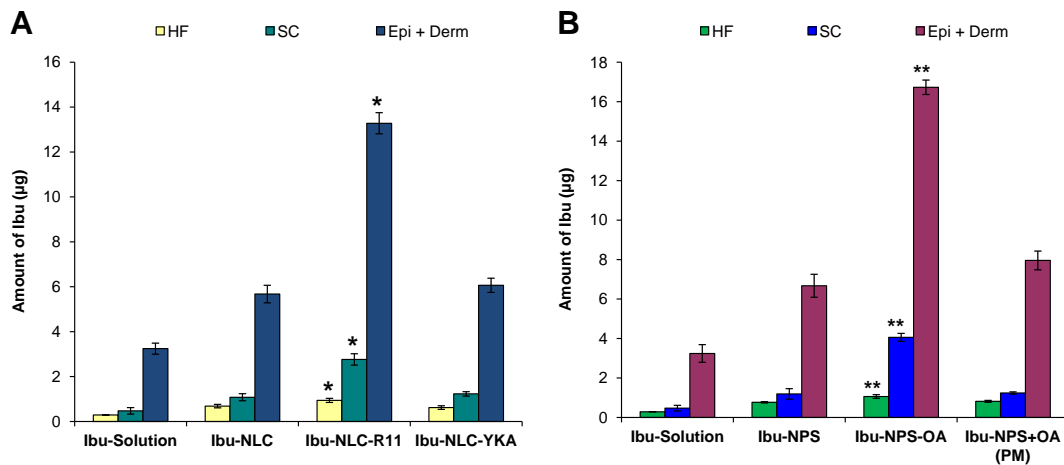 A
HF SC Epi + Derm
Amount of Ibu (µg)
16
14
12
10
8
6
4
2
0
*
*
*
Ibu-Solution Ibu-NLC Ibu-NLC-R11 Ibu-NLC-YKA
B
HF SC Epi + Derm
Amount of Ibu (µg)
18
16
14
12
10
8
6
4
2
0
**
**
**
Ibu-Solution Ibu-NPS Ibu-NPS-OA Ibu-NPS+OA
(PM)